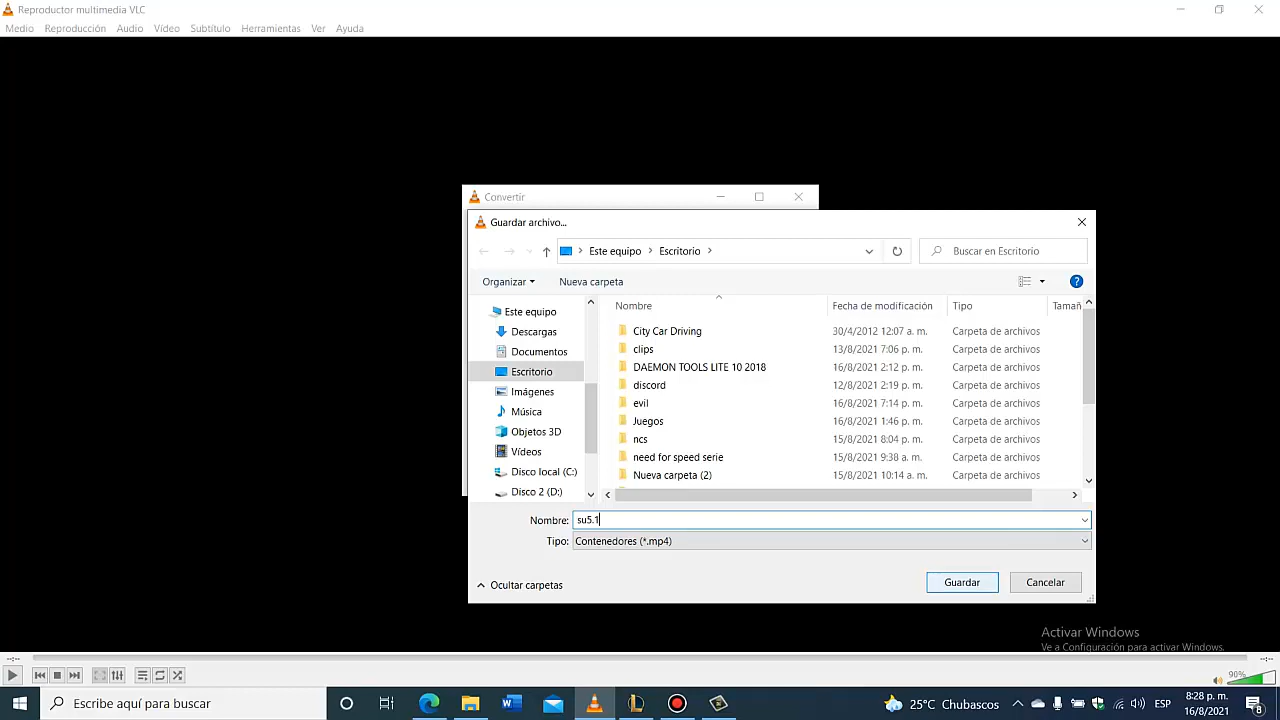 Reproductor multimedia VLC
Medio Reproducción Audio Vídeo Subtítulo Herramientas Ver Ayuda
Convertir
Guardar archivo...
Este equipo > Escritorio >
Buscar en Escritorio
Organizar
Nueva carpeta
Este equipo
Descargas
Documentos
Escritorio
Imágenes
Música
Objetos 3D
Vídeos
Disco local (C:)
Disco 2 (D:)
Nombre Fecha de modificación Tipo Tamañ
City Car Driving 30/4/2012 12:07 a. m. Carpeta de archivos
clips 13/8/2021 7:06 p. m. Carpeta de archivos
DAEMON TOOLS LITE 10 2018 16/8/2021 2:12 p. m. Carpeta de archivos
discord 12/8/2021 2:19 p. m. Carpeta de archivos
evil 16/8/2021 7:14 p. m. Carpeta de archivos
Juegos 16/8/2021 1:46 p. m. Carpeta de archivos
ncs 15/8/2021 8:04 p. m. Carpeta de archivos
need for speed serie 15/8/2021 9:38 a. m. Carpeta de archivos
Nueva carpeta (2) 15/8/2021 10:14 a. m. Carpeta de archivos
Nombre: su5.1
Tipo: Contenedores (*.mp4)
Ocultar carpetas
Guardar
Cancelar
Activar Windows
Ve a Configuración para activar Windows.
--:-- --:--
90%
Escribe aquí para buscar
25°C Chubascos
ESP
8:28 p. m.
16/8/2021
8